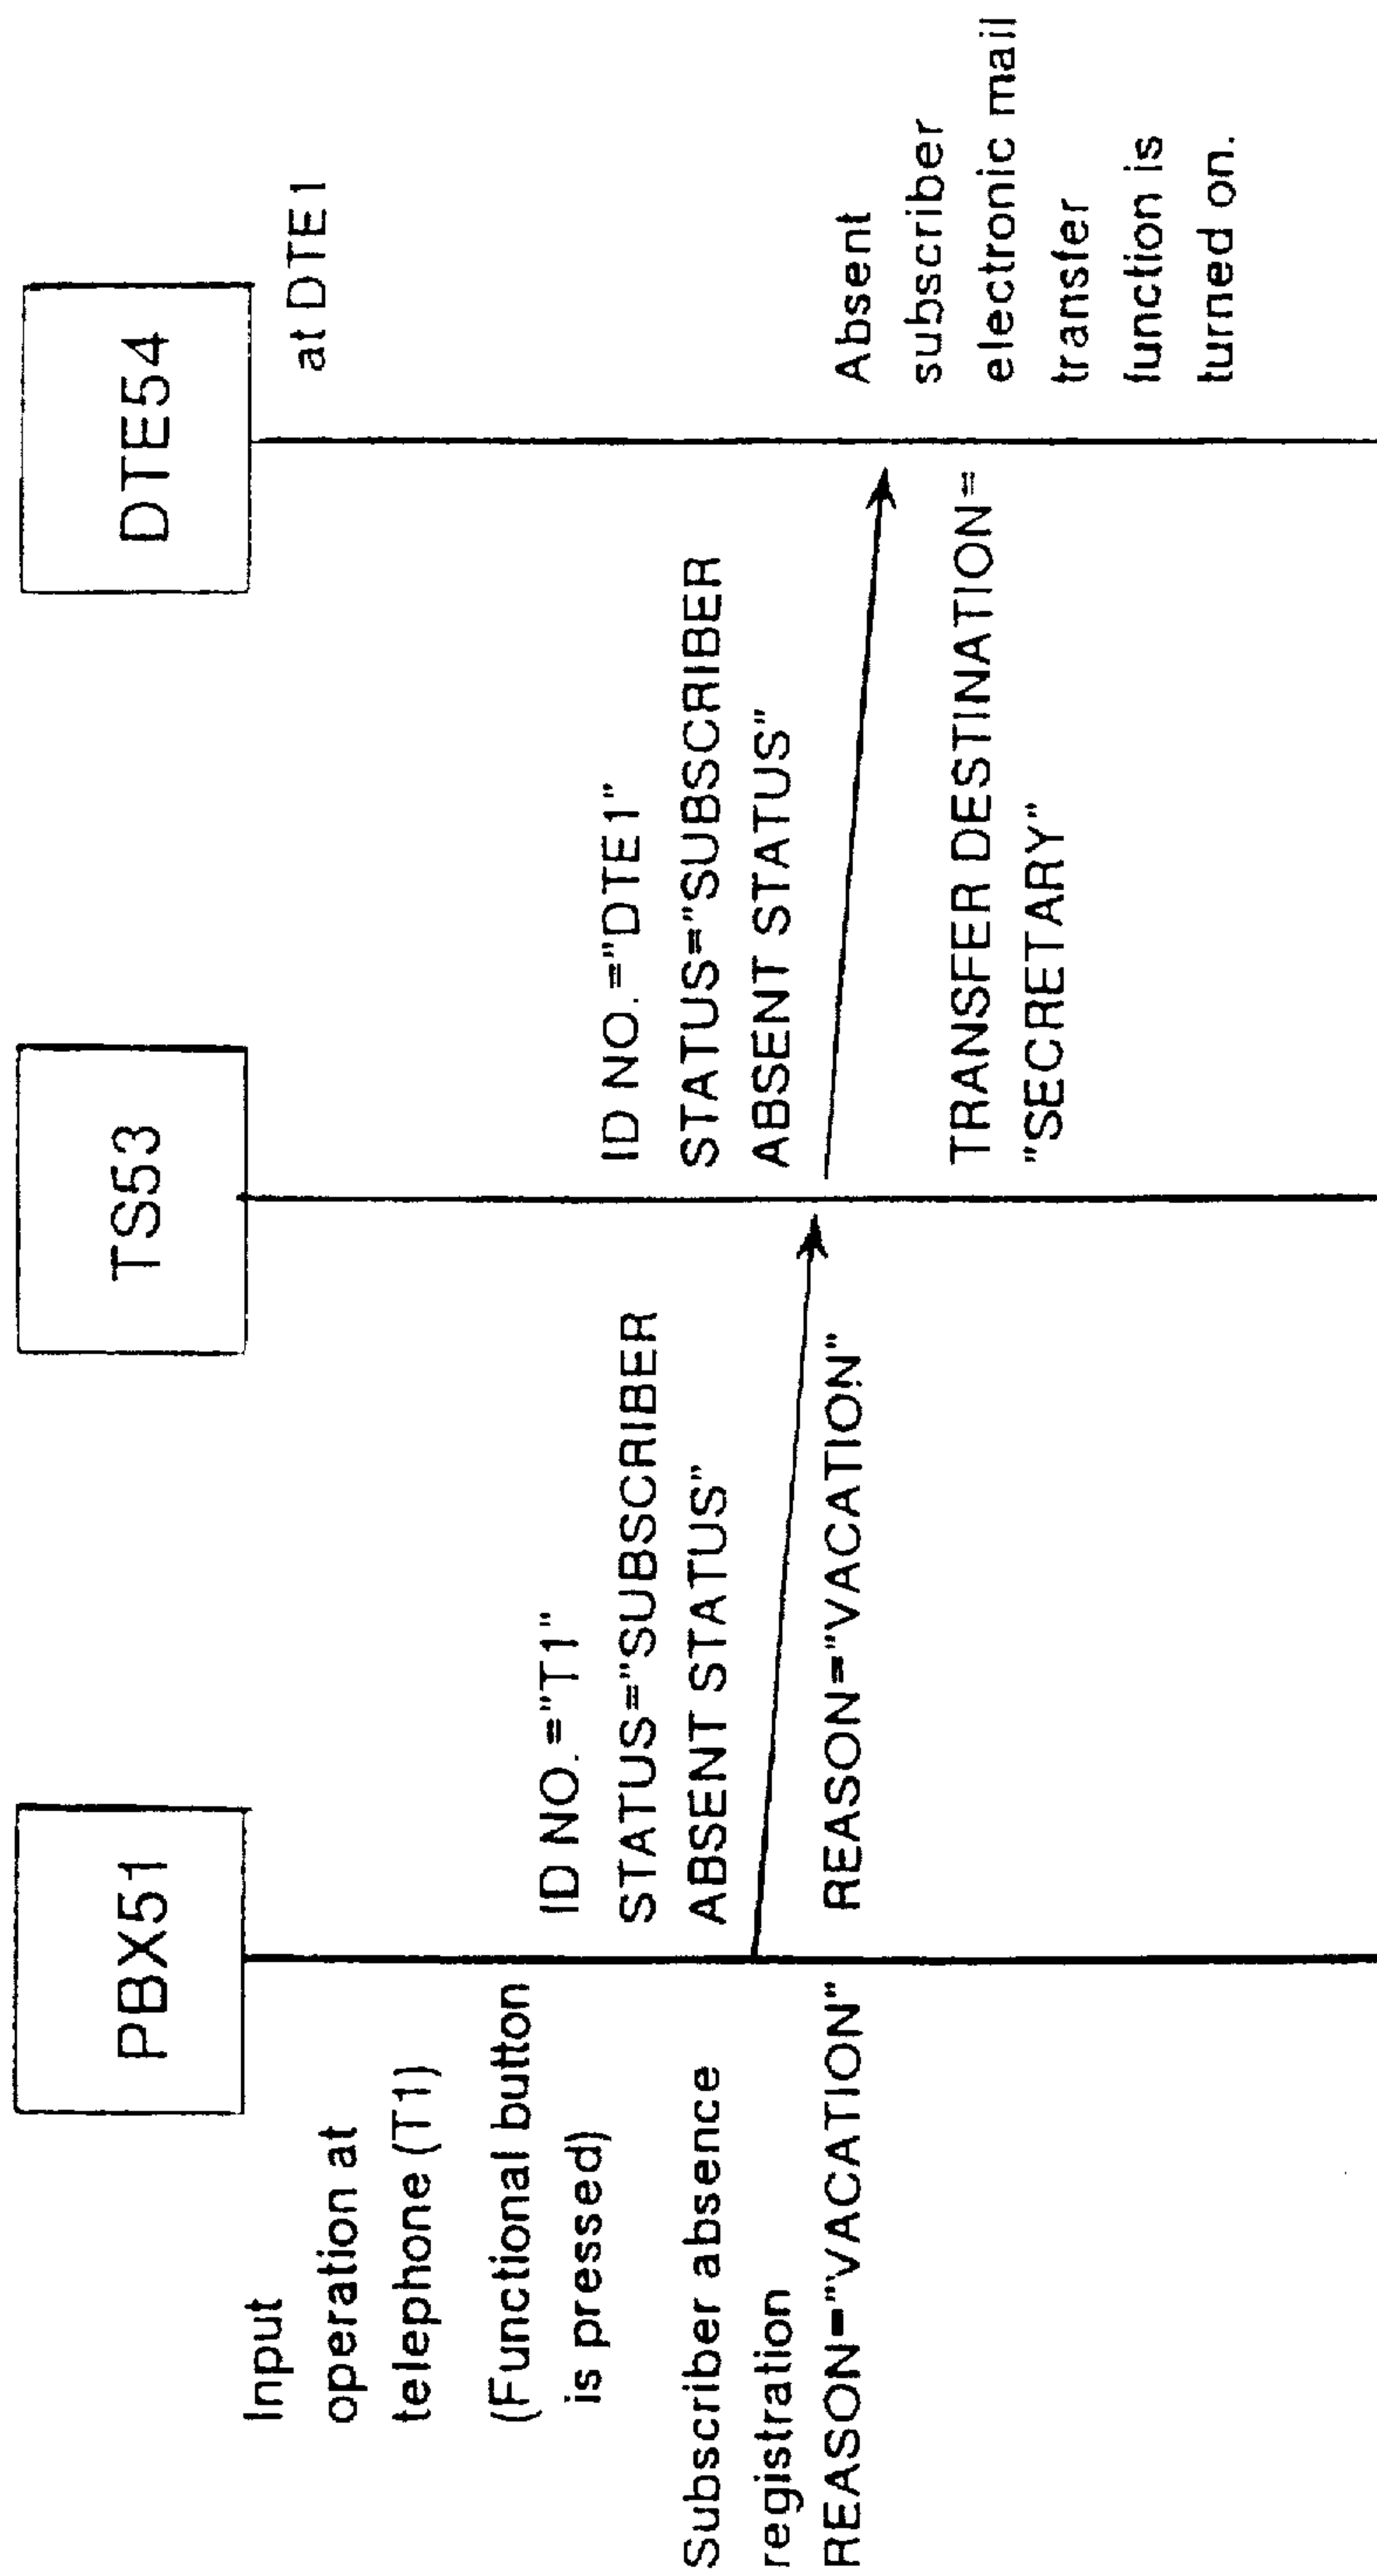 PBX51
TS53
DTE54
at DTE1
Input
operation at
telephone (T1)
(Functional button
is pressed)
Subscriber absence
registration
REASON="VACATION"
ID NO.="T1"
STATUS="SUBSCRIBER
ABSENT STATUS"
REASON="VACATION"
ID NO.="DTE1"
STATUS="SUBSCRIBER
ABSENT STATUS"
TRANSFER DESTINATION=
"SECRETARY"
Absent
subscriber
electronic mail
transfer
function is
turned on.